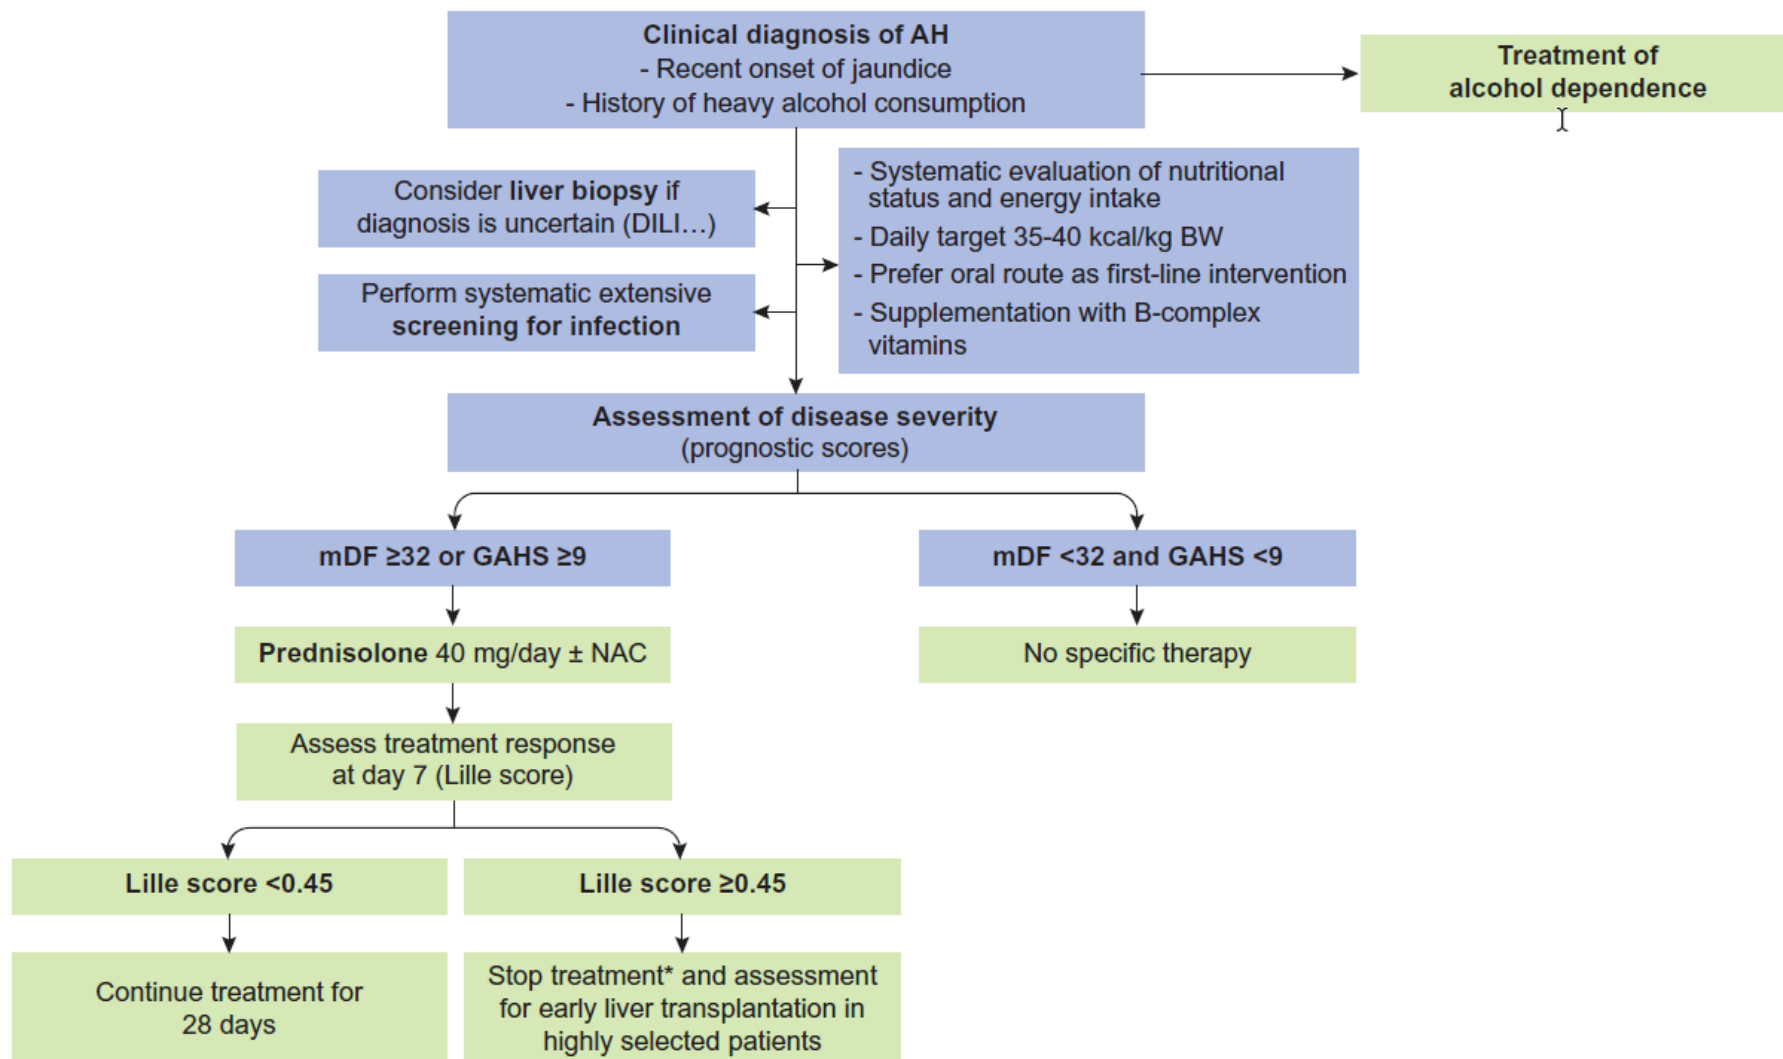 Clinical diagnosis of AH
- Recent onset of jaundice
- History of heavy alcohol consumption
Treatment of
alcohol dependence
Consider liver biopsy if
diagnosis is uncertain (DILI...)
Perform systematic extensive
screening for infection
- Systematic evaluation of nutritional
status and energy intake
- Daily target 35-40 kcal/kg BW
- Prefer oral route as first-line intervention
- Supplementation with B-complex
vitamins
Assessment of disease severity
(prognostic scores)
mDF ≥32 or GAHS ≥9
mDF <32 and GAHS <9
Prednisolone 40 mg/day ± NAC
No specific therapy
Assess treatment response
at day 7 (Lille score)
Lille score <0.45
Lille score ≥0.45
Continue treatment for
28 days
Stop treatment* and assessment
for early liver transplantation in
highly selected patients